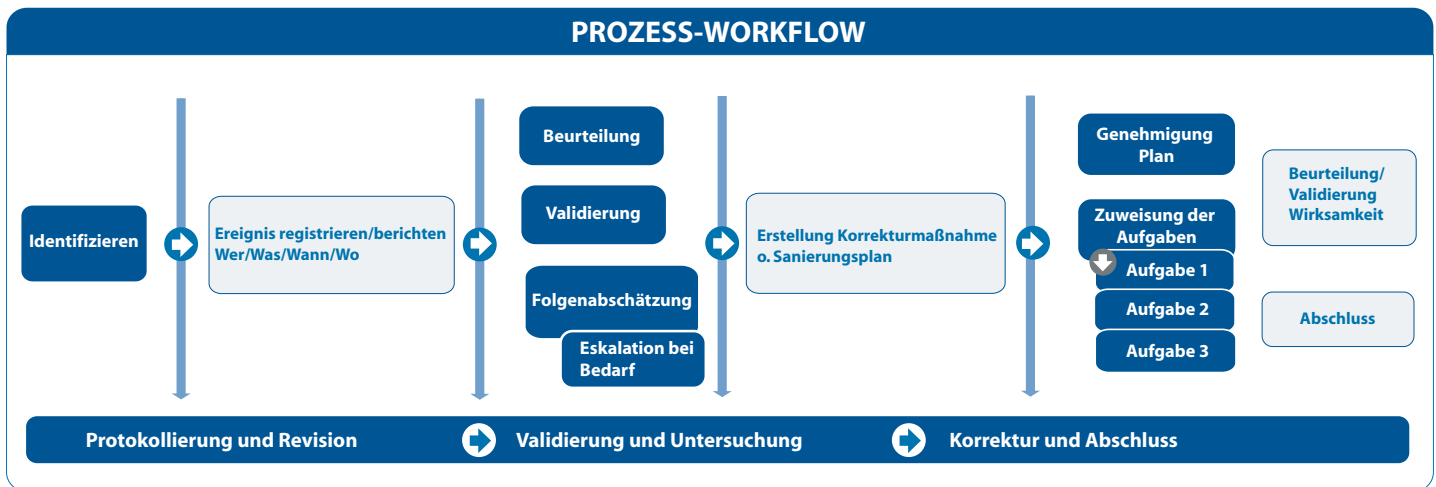 PROZESS-WORKFLOW
Identifizieren
Ereignis registrieren/berichten
Wer/Was/Wann/Wo
Beurteilung
Validierung
Folgenabschätzung
Eskalation bei
Bedarf
Erstellung Korrekturmaßnahme
o. Sanierungsplan
Genehmigung
Plan
Zuweisung der
Aufgaben
Aufgabe 1
Aufgabe 2
Aufgabe 3
Beurteilung/
Validierung
Wirksamkeit
Abschluss
Protokollierung und Revision
Validierung und Untersuchung
Korrektur und Abschluss